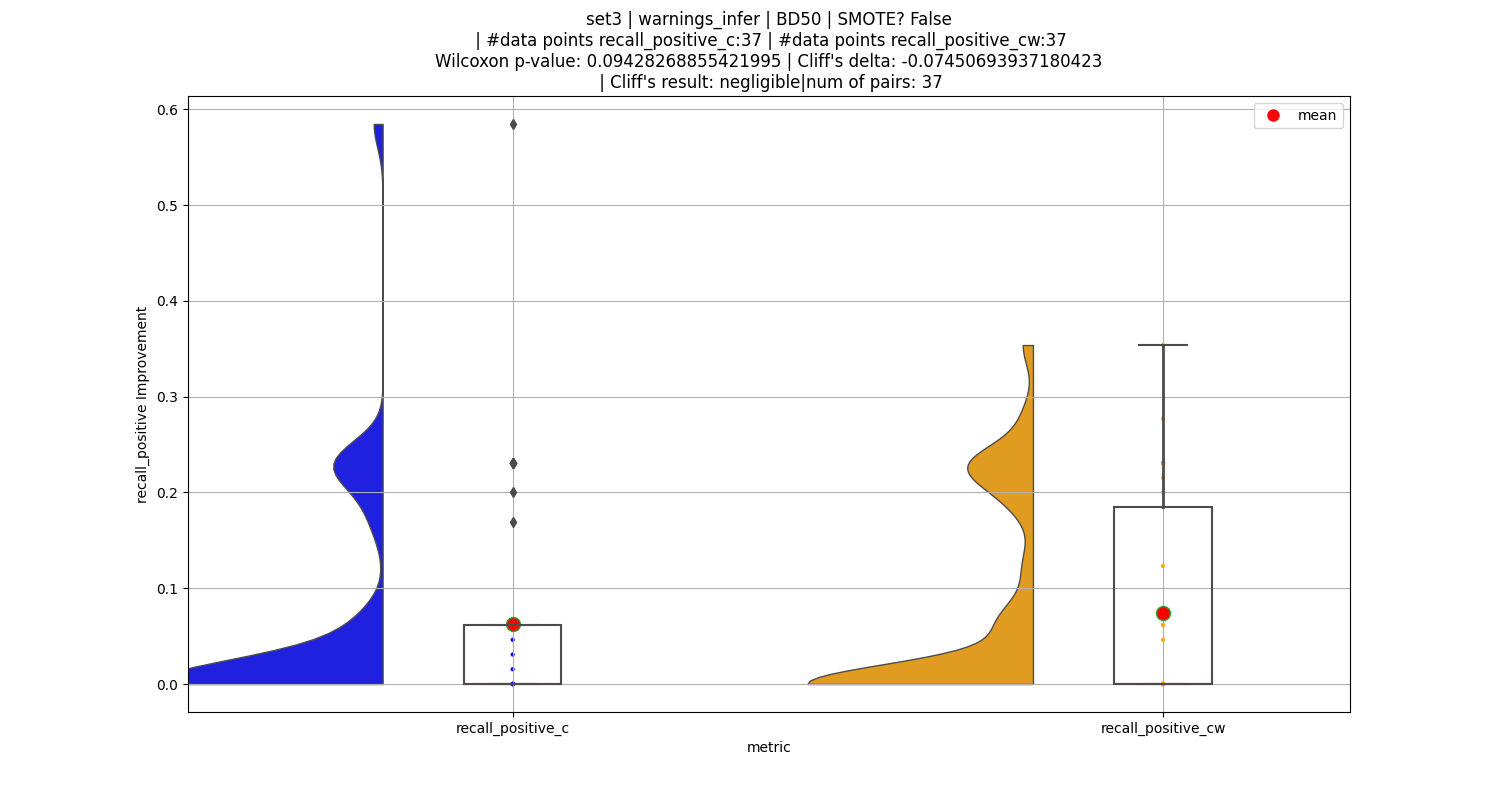 set3 | warnings_infer | BD50 | SMOTE? False
| #data points recall_positive_c:37 | #data points recall_positive_cw:37
Wilcoxon p-value: 0.09428268855421995 | Cliff's delta: -0.07450693937180423
| Cliff's result: negligible|num of pairs: 37
mean
0.6
0.5
0.4
0.3
0.2
0.1
0.0
recall_positive Improvement
recall_positive_c
recall_positive_cw
metric